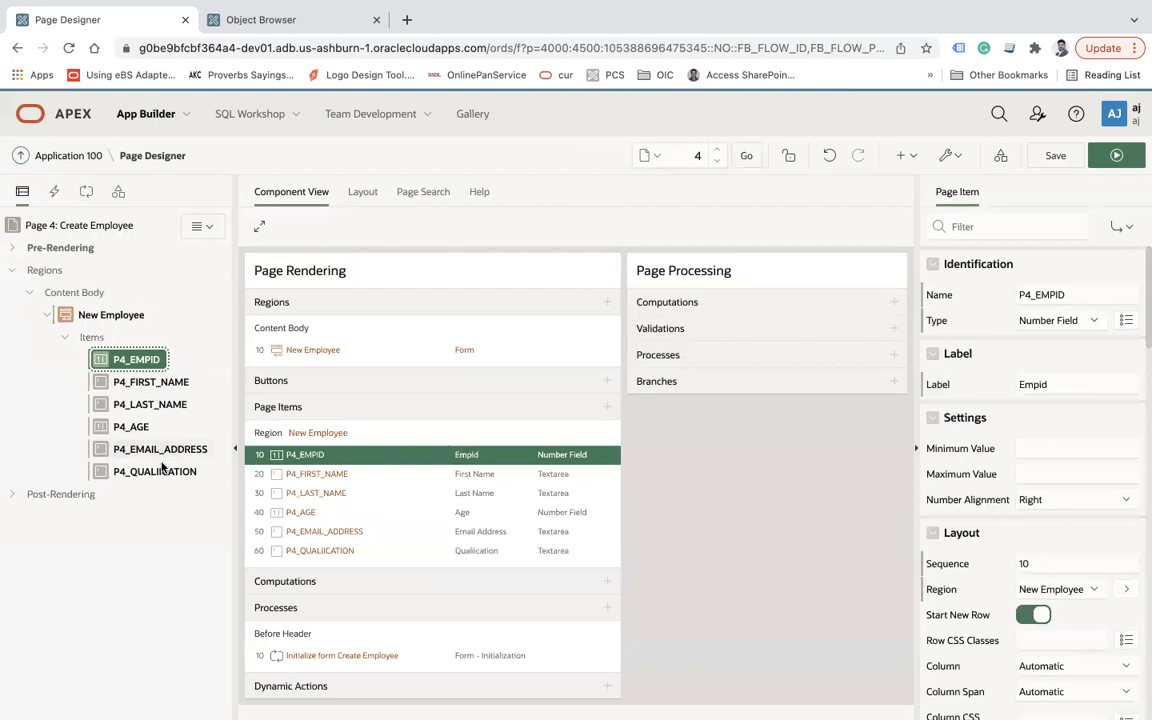 Page Designer
Object Browser
g0be9bfcbf364a4-dev01.adb.us-ashburn-1.oraclecloudapps.com/ords/f?p=4000:4500:105388696475345::NO::FB_FLOW_ID,FB_FLOW_P...
Update
Apps
Using eBS Adapte...
AKC Proverbs Sayings...
Logo Design Tool....
NSDL OnlinePanService
cur
PCS
OIC
Access SharePoin...
»
Other Bookmarks
Reading List
APEX
App Builder
SQL Workshop
Team Development
Gallery
AJ
aj
aj
Application 100 \ Page Designer
4
Go
Save
Page 4: Create Employee
Pre-Rendering
Regions
Content Body
New Employee
Items
P4_EMPID
P4_FIRST_NAME
P4_LAST_NAME
P4_AGE
P4_EMAIL_ADDRESS
P4_QUALIICATION
Post-Rendering
Component View
Layout
Page Search
Help
Page Rendering
Regions
Content Body
10 New Employee Form
Buttons
Page Items
Region New Employee
10 P4_EMPID Empid Number Field
20 P4_FIRST_NAME First Name Textarea
30 P4_LAST_NAME Last Name Textarea
40 P4_AGE Age Number Field
50 P4_EMAIL_ADDRESS Email Address Textarea
60 P4_QUALIICATION Qualiication Textarea
Computations
Processes
Before Header
10 Initialize form Create Employee Form - Initialization
Dynamic Actions
Page Processing
Computations
Validations
Processes
Branches
Page Item
Filter
Identification
Name P4_EMPID
Type Number Field
Label
Label Empid
Settings
Minimum Value
Maximum Value
Number Alignment Right
Layout
Sequence 10
Region New Employee
Start New Row
Row CSS Classes
Column Automatic
Column Span Automatic
Column CSS